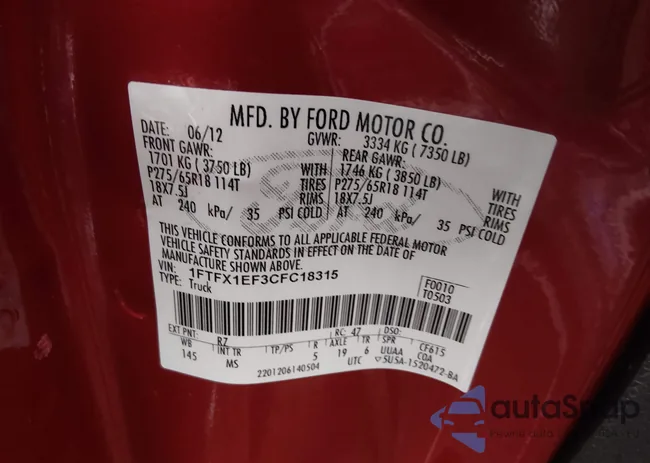 MFD. BY FORD MOTOR CO.
DATE: 06/12 GVWR: 3334 KG ( 7350 LB)
FRONT GAWR: REAR GAWR:
1701 KG ( 3750 LB) WITH 1746 KG ( 3850 LB) WITH
P275/65R18 114T TIRES P275/65R18 114T TIRES
18X7.5J RIMS 18X7.5J RIMS
AT 240 kPa/ 35 PSI COLD AT 240 kPa/ 35 PSI COLD
THIS VEHICLE CONFORMS TO ALL APPLICABLE FEDERAL MOTOR
VEHICLE SAFETY STANDARDS IN EFFECT ON THE DATE OF
MANUFACTURE SHOWN ABOVE.
VIN: 1FTFX1EF3CFC18315 F0010
TYPE: Truck T0503
EXT PNT: RZ RC: 47 DSO:
WB INT TR TP/PS R AXLE TR SPR CF615
145 MS 5 19 6 UUAA COA
2201206140504 UTC SU5A-1520472-BA
autaSnap